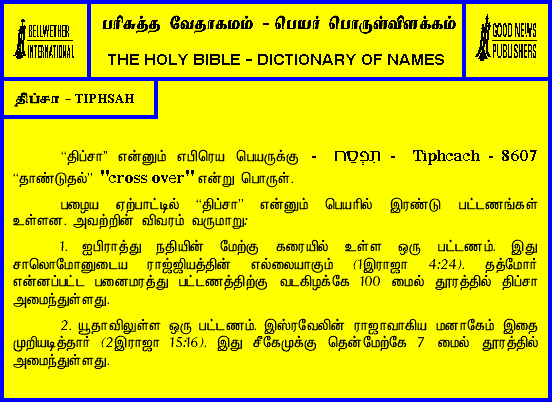 BELLWETHER
INTERNATIONAL
பரிசுத்த வேதாகமம் - பெயர் பொருள்விளக்கம்
THE HOLY BIBLE - DICTIONARY OF NAMES
GOOD NEWS
PUBLISHERS
திப்சா - TIPHSAH
“திப்சா” என்னும் எபிரெய பெயருக்கு - תִּפְסַח - Tiphcach - 8607
“தாண்டுதல்” "cross over" என்று பொருள்.
பழைய ஏற்பாட்டில் “திப்சா” என்னும் பெயரில் இரண்டு பட்டணங்கள்
உள்ளன. அவற்றின் விவரம் வருமாறு:
1. ஐபிராத்து நதியின் மேற்கு கரையில் உள்ள ஒரு பட்டணம். இது
சாலொமோனுடைய ராஜ்ஜியத்தின் எல்லையாகும் (1இராஜா 4:24). தத்மோர்
என்னப்பட்ட பனைமரத்து பட்டணத்திற்கு வடகிழக்கே 100 மைல் தூரத்தில் திப்சா
அமைந்துள்ளது.
2. யூதாவிலுள்ள ஒரு பட்டணம். இஸ்ரவேலின் ராஜாவாகிய மனாகேம் இதை
முறியடித்தார் (2இராஜா 15:16). இது சீகேமுக்கு தென்மேற்கே 7 மைல் தூரத்தில்
அமைந்துள்ளது.